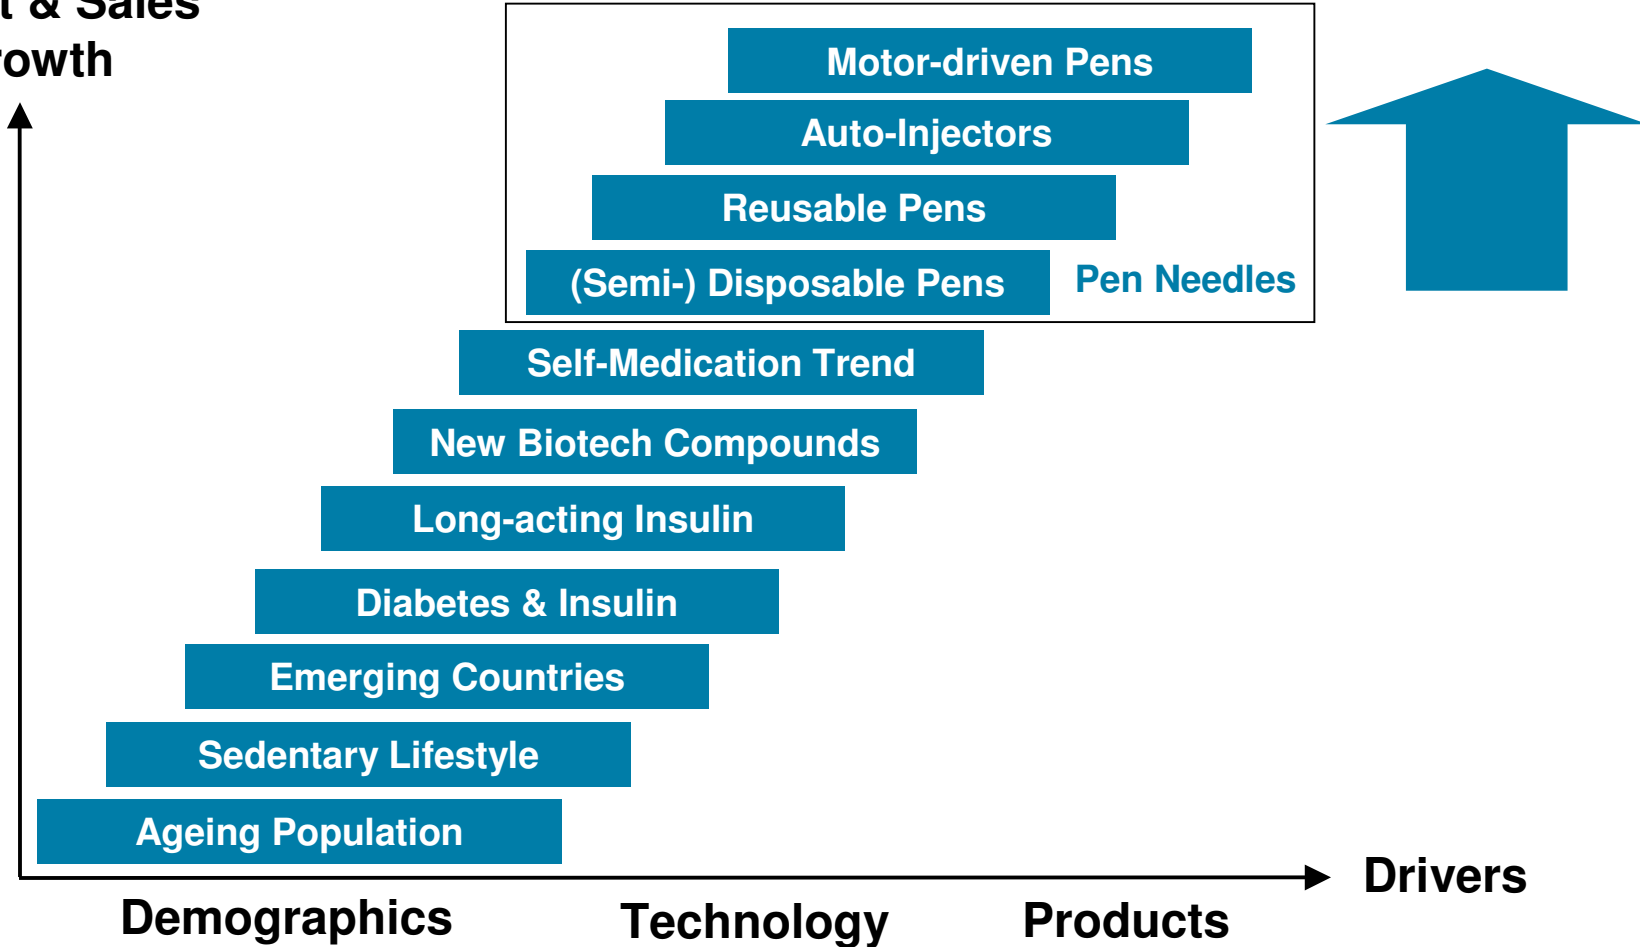 & Sales
Motor-driven Pens
Auto-Injectors
Reusable Pens
(Semi-) Disposable Pens
Pen Needles
Self-Medication Trend
New Biotech Compounds
Long-acting Insulin
Diabetes & Insulin
Emerging Countries
Sedentary Lifestyle
Ageing Population
Drivers
Demographics
Technology
Products